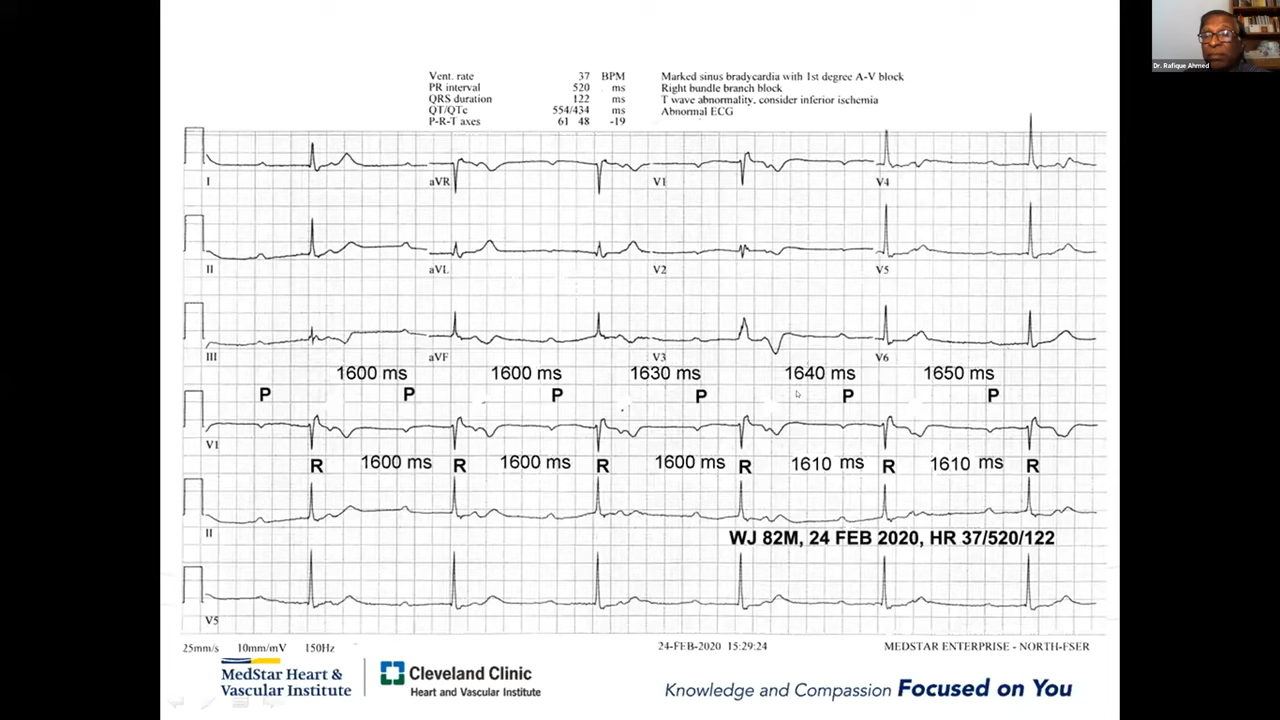 Dr. Rafique Ahmed
Vent. rate 37 BPM
PR interval 520 ms
QRS duration 122 ms
QT/QTc 554/434 ms
P-R-T axes 61 48 -19
Marked sinus bradycardia with 1st degree A-V block
Right bundle branch block
T wave abnormality, consider inferior ischemia
Abnormal ECG
I aVR V1 V4
II aVL V2 V5
III aVF V3 V6
1600 ms 1600 ms 1630 ms 1640 ms 1650 ms
P P P P P P
V1
R 1600 ms R 1600 ms R 1600 ms R 1610 ms R 1610 ms R
II
WJ 82M, 24 FEB 2020, HR 37/520/122
V5
25mm/s 10mm/mV 150Hz 24-FEB-2020 15:29:24 MEDSTAR ENTERPRISE - NORTH-FSER
MedStar Heart &
Vascular Institute
Cleveland Clinic
Heart and Vascular Institute
Knowledge and Compassion Focused on You